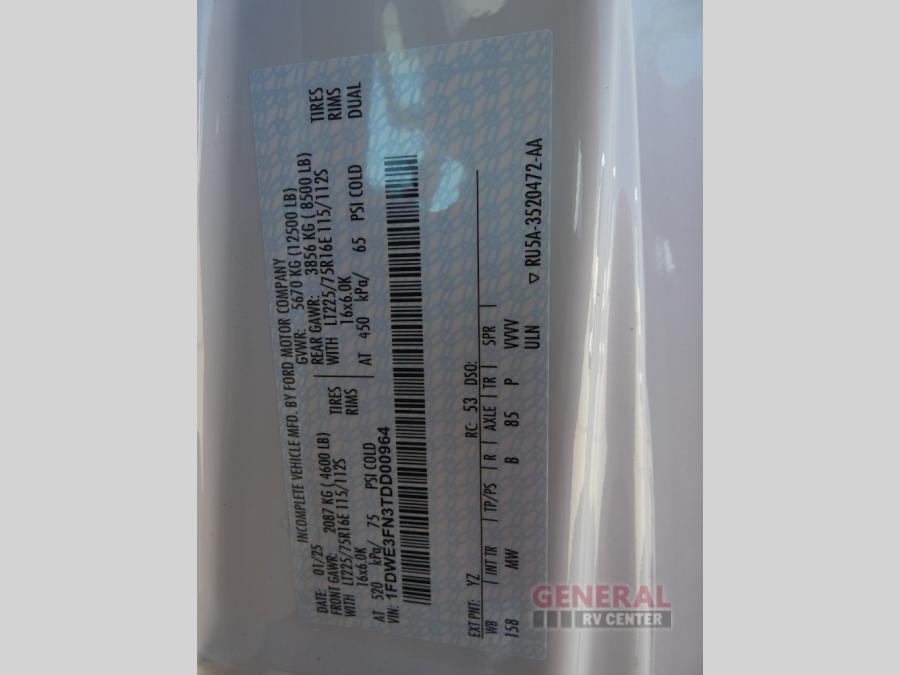 INCOMPLETE VEHICLE MFD. BY FORD MOTOR COMPANY
DATE: 01/25 GVWR: 5670 KG (12500 LB)
FRONT GAWR: 2087 KG ( 4600 LB) REAR GAWR: 3856 KG ( 8500 LB)
WITH LT225/75R16E 115/112S TIRES WITH LT225/75R16E 115/112S TIRES
16x6.0K RIMS 16x6.0K RIMS
AT 520 kPa/ 75 PSI COLD AT 450 kPa/ 65 PSI COLD DUAL
VIN: 1FDWE3FN3TDD00964
EXT PNT: YZ RC: 53 DSO:
WB INT TR TP/PS R AXLE TR SPR
158 MW B 85 P VVVV
ULN ▽ RU5A-3520472-AA
GENERAL
RV CENTER